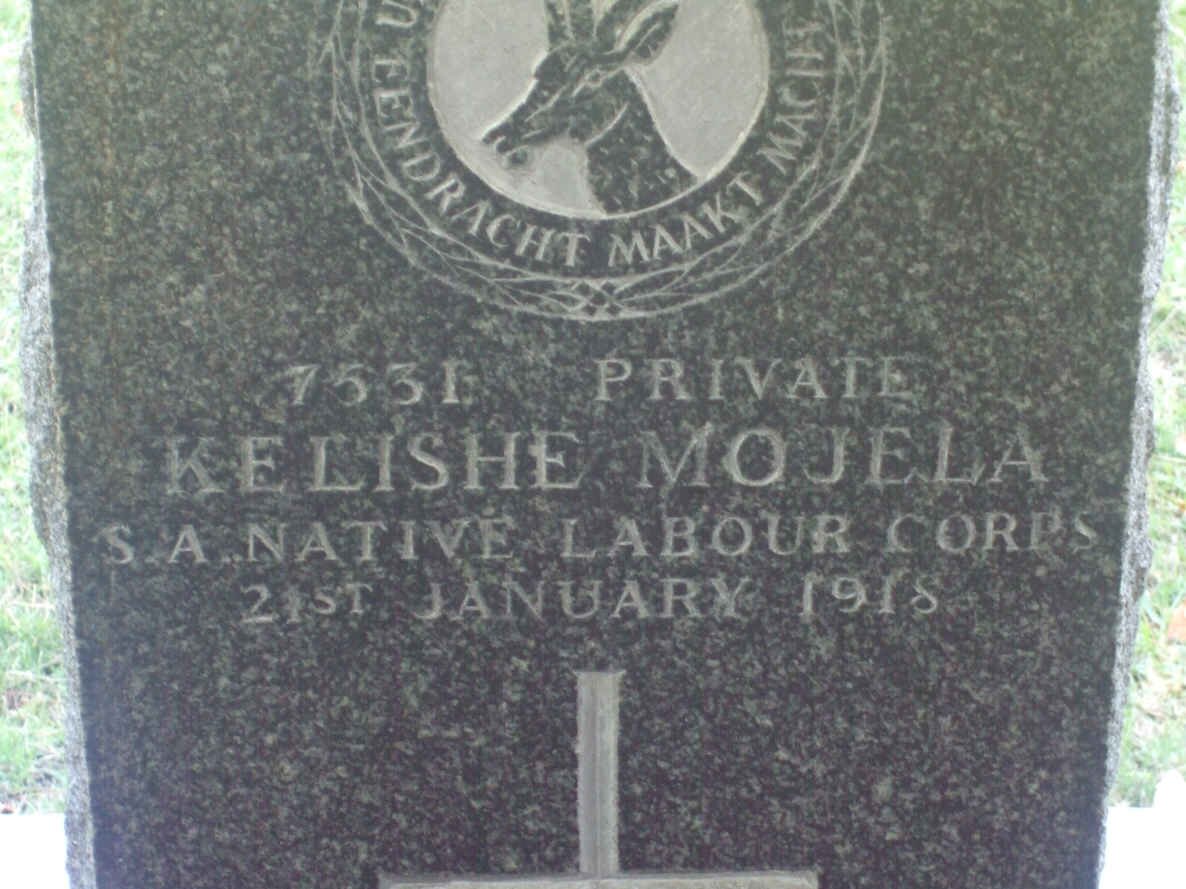 EENDRACHT MAAKT MACHT
7531 PRIVATE
KELISHE MOJELA
S.A. NATIVE LABOUR CORPS
21ST JANUARY 1918